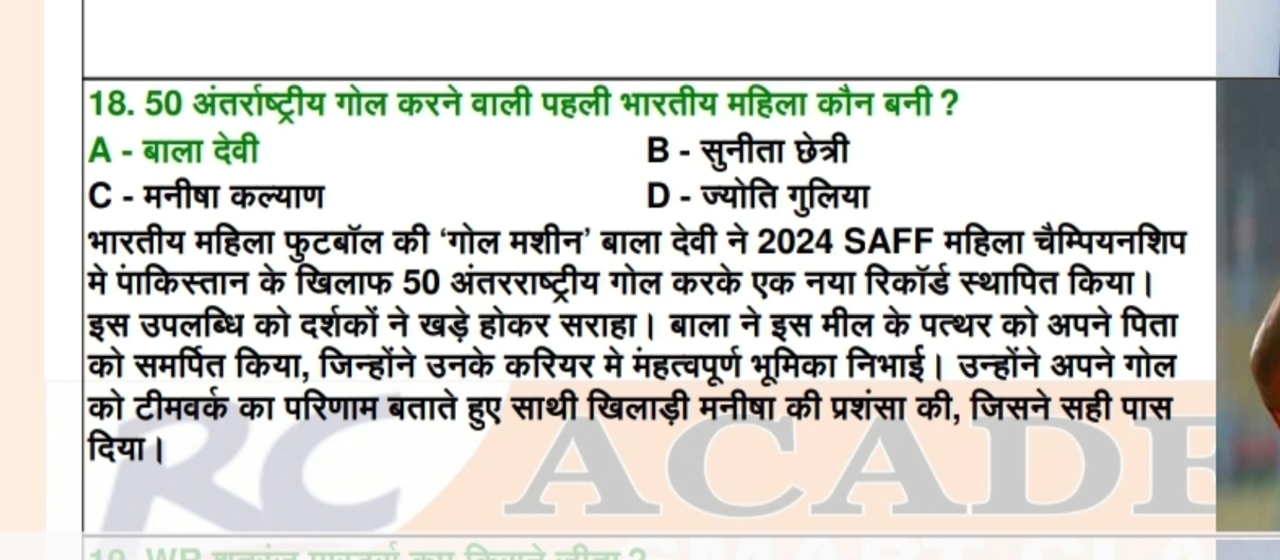 18. 50 अंतर्राष्ट्रीय गोल करने वाली पहली भारतीय महिला कौन बनी ?
A - बाला देवी B - सुनीता छेत्री
C - मनीषा कल्याण D - ज्योति गुलिया
भारतीय महिला फुटबॉल की ‘गोल मशीन’ बाला देवी ने 2024 SAFF महिला चैम्पियनशिप
मे पंाकिस्तान के खिलाफ 50 अंतरराष्ट्रीय गोल करके एक नया रिकॉर्ड स्थापित किया।
इस उपलब्धि को दर्शकों ने खड़े होकर सराहा। बाला ने इस मील के पत्थर को अपने पिता
को समर्पित किया, जिन्होंने उनके करियर मे मंहत्वपूर्ण भूमिका निभाई। उन्होंने अपने गोल
को टीमवर्क का परिणाम बताते हुए साथी खिलाड़ी मनीषा की प्रशंसा की, जिसने सही पास
दिया।
RC ACADE